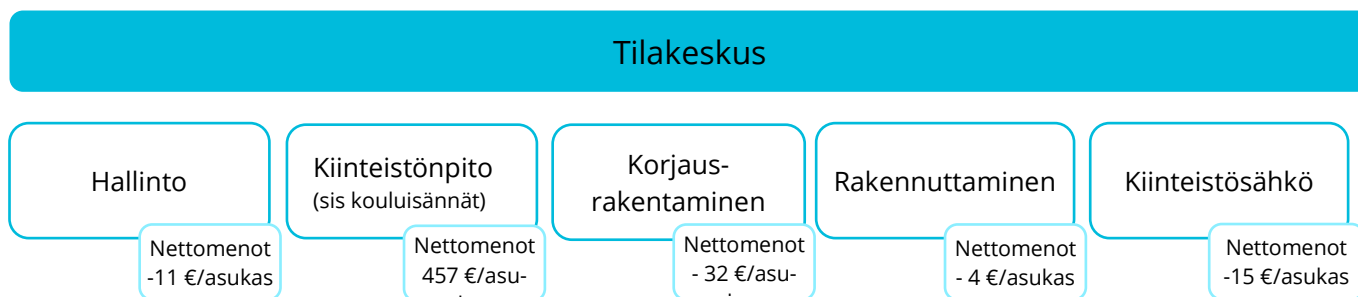 Tilakeskus
Hallinto
Kiinteistönpito
(sis kouluisännät)
Korjaus-
rakentaminen
Rakennuttaminen
Kiinteistösähkö
Nettomenot
-11 €/asukas
Nettomenot
457 €/asu-
Nettomenot
- 32 €/asu-
Nettomenot
- 4 €/asukas
Nettomenot
-15 €/asukas